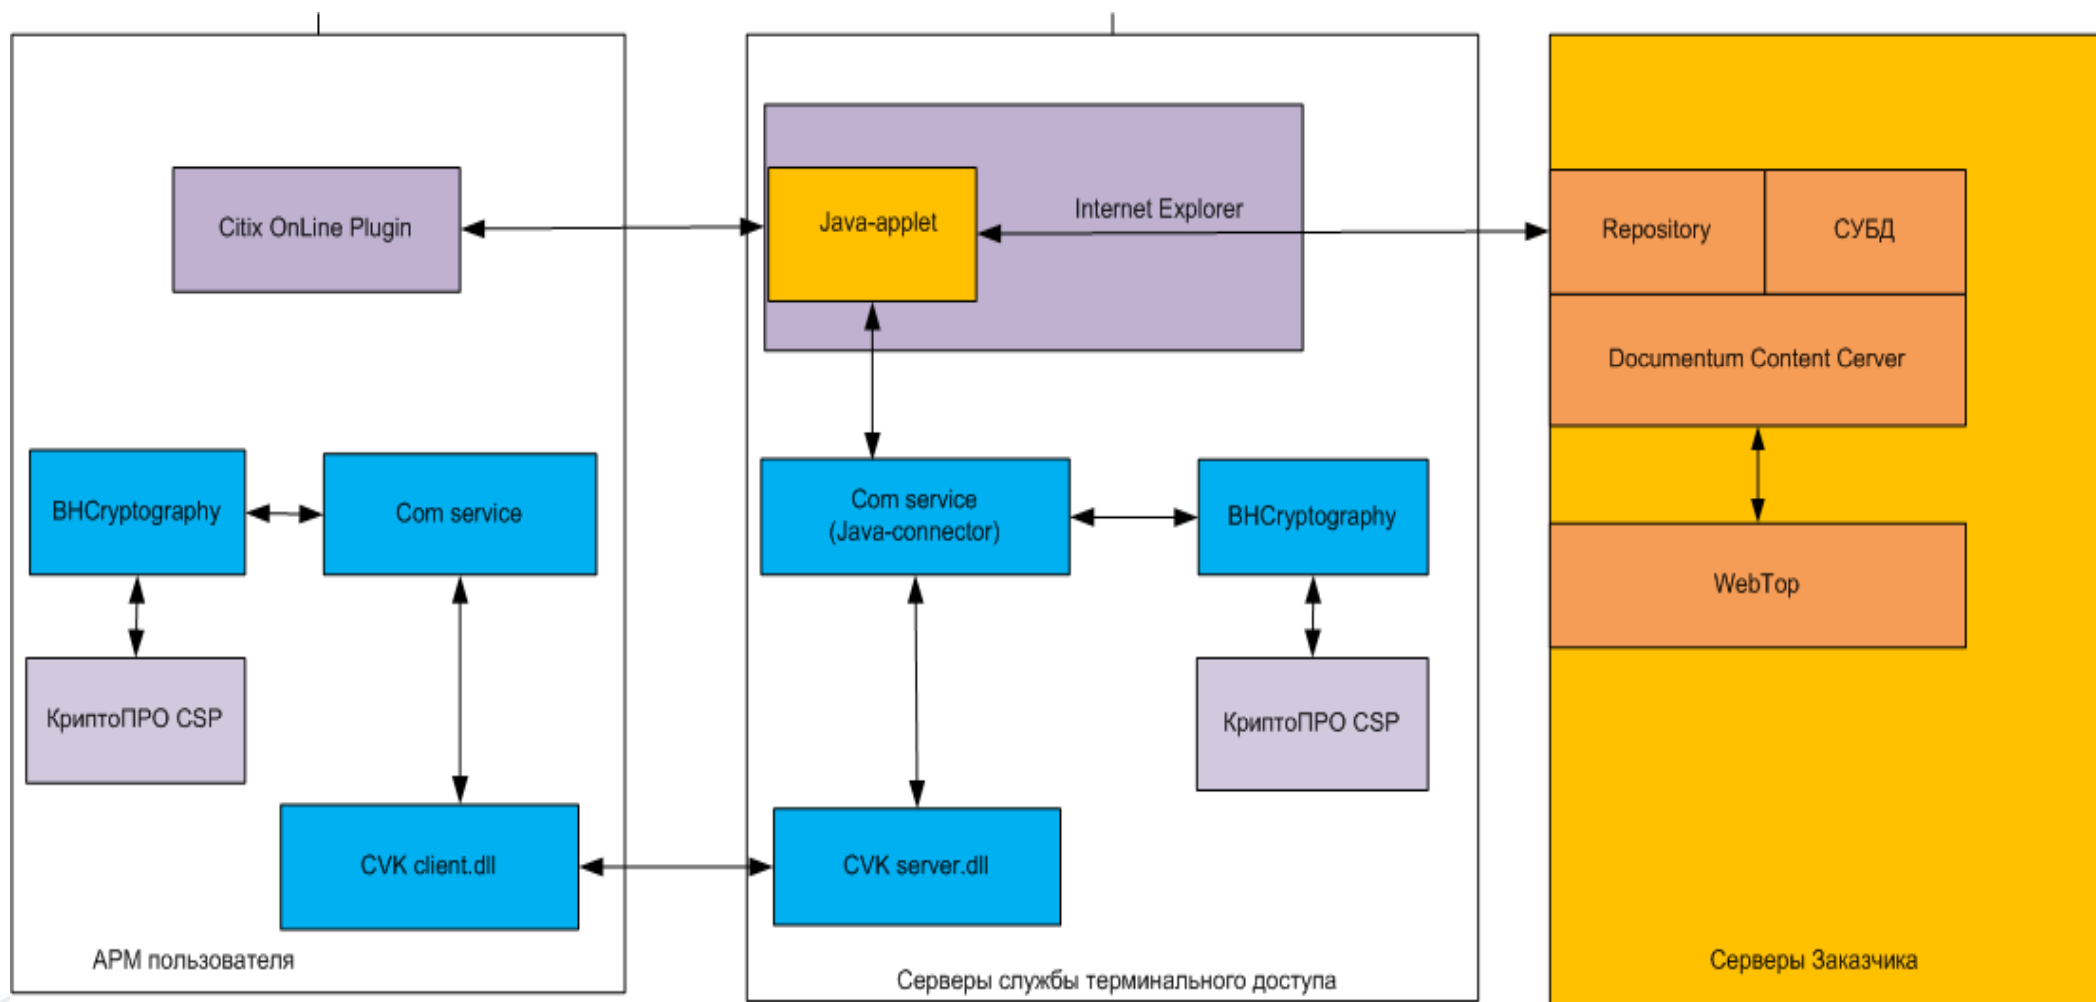 Citix OnLine Plugin
BHCryptography
Com service
КриптоПРО CSP
CVK client.dll
АРМ пользователя
Java-applet
Internet Explorer
Com service
(Java-connector)
BHCryptography
КриптоПРО CSP
CVK server.dll
Серверы службы терминального доступа
Repository
СУБД
Documentum Content Cerver
WebTop
Серверы Заказчика